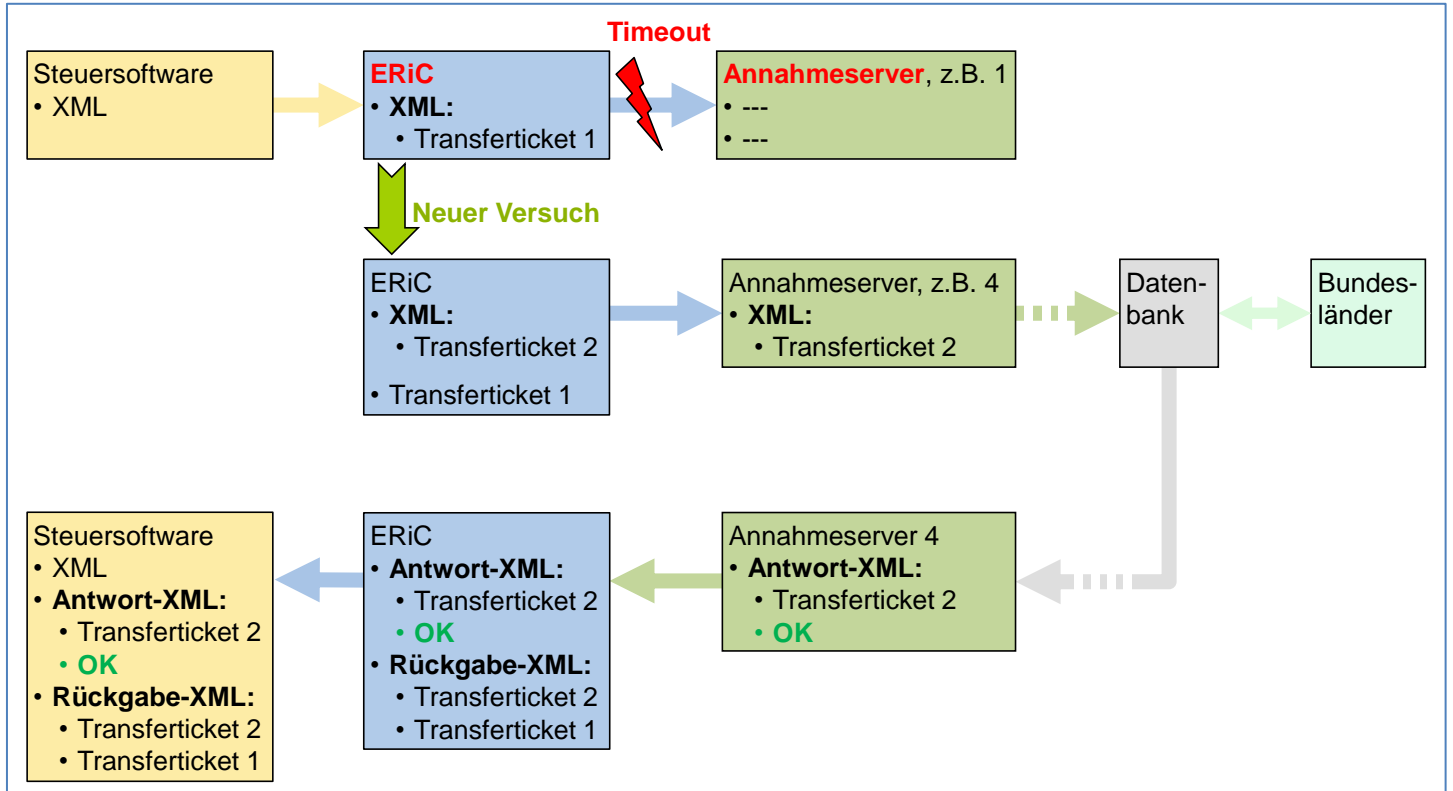 Timeout
Steuersoftware
• XML
ERiC
• XML:
• Transferticket 1
Annahmeserver, z.B. 1
• ---
• ---
Neuer Versuch
ERiC
• XML:
• Transferticket 2
• Transferticket 1
Annahmeserver, z.B. 4
• XML:
• Transferticket 2
Daten-
bank
Bundes-
länder
Steuersoftware
• XML
• Antwort-XML:
• Transferticket 2
• OK
• Rückgabe-XML:
• Transferticket 2
• Transferticket 1
ERiC
• Antwort-XML:
• Transferticket 2
• OK
• Rückgabe-XML:
• Transferticket 2
• Transferticket 1
Annahmeserver 4
• Antwort-XML:
• Transferticket 2
• OK